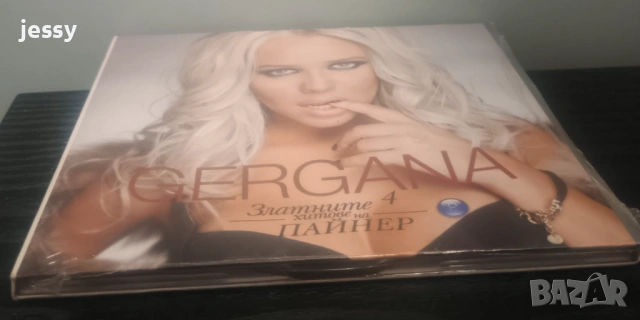 jessy
GERGANA
Златните 4
хитове на
ПАЙНЕР
BAZAR